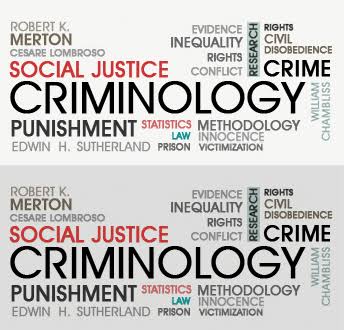 ROBERT K.
MERTON
CESARE LOMBROSO
EVIDENCE
INEQUALITY
RIGHTS
CONFLICT
RESEARCH
RIGHTS
CIVIL
DISOBEDIENCE
SOCIAL JUSTICE
CRIME
CRIMINOLOGY
WILLIAM
CHAMBLISS
PUNISHMENT
STATISTICS
METHODOLOGY
LAW
INNOCENCE
EDWIN H. SUTHERLAND
PRISON
VICTIMIZATION
ROBERT K.
MERTON
CESARE LOMBROSO
EVIDENCE
INEQUALITY
RIGHTS
CONFLICT
RESEARCH
RIGHTS
CIVIL
DISOBEDIENCE
SOCIAL JUSTICE
CRIME
CRIMINOLOGY
WILLIAM
CHAMBLISS
PUNISHMENT
STATISTICS
METHODOLOGY
LAW
INNOCENCE
EDWIN H. SUTHERLAND
PRISON
VICTIMIZATION